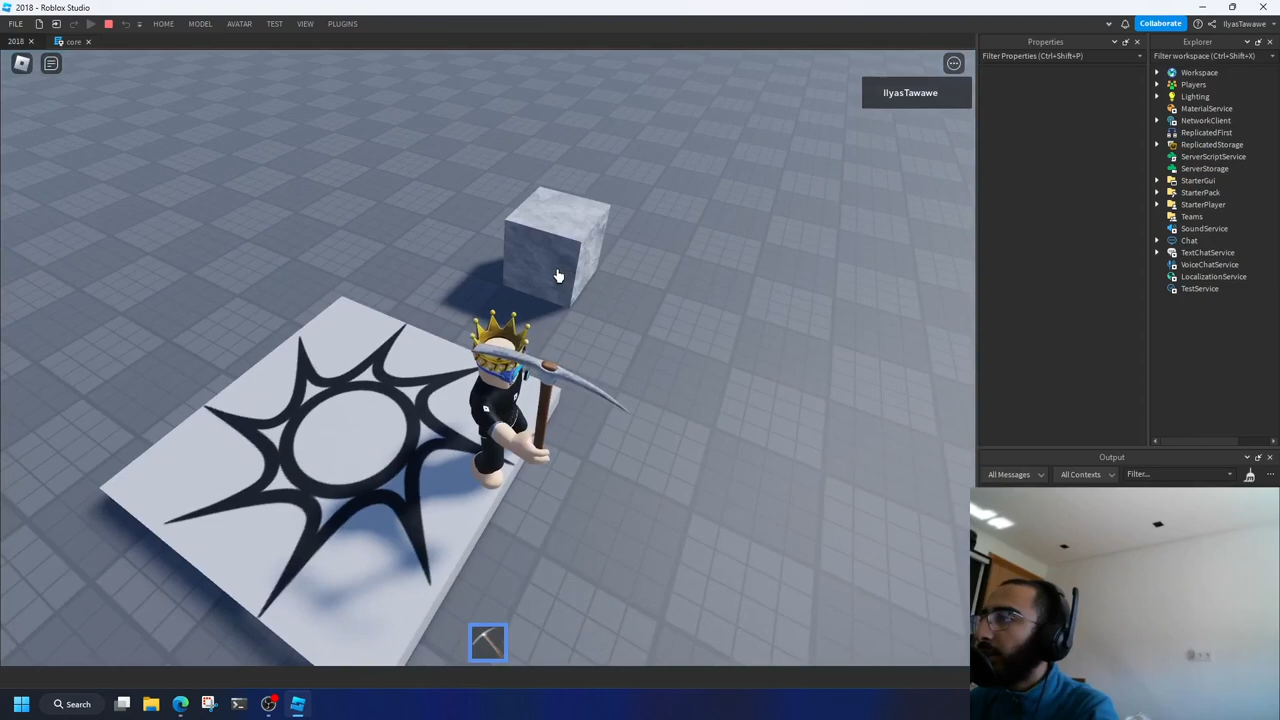 2018 - Roblox Studio
FILE HOME MODEL AVATAR TEST VIEW PLUGINS Collaborate IlyasTawawe
2018 core Properties Explorer
Filter Properties (Ctrl+Shift+P) Filter workspace (Ctrl+Shift+X)
Workspace
Players
IlyasTawawe
Lighting
MaterialService
NetworkClient
ReplicatedFirst
ReplicatedStorage
ServerScriptService
ServerStorage
StarterGui
StarterPack
StarterPlayer
Teams
SoundService
Chat
TextChatService
VoiceChatService
LocalizationService
TestService
Output
All Messages All Contexts Filter...
Search